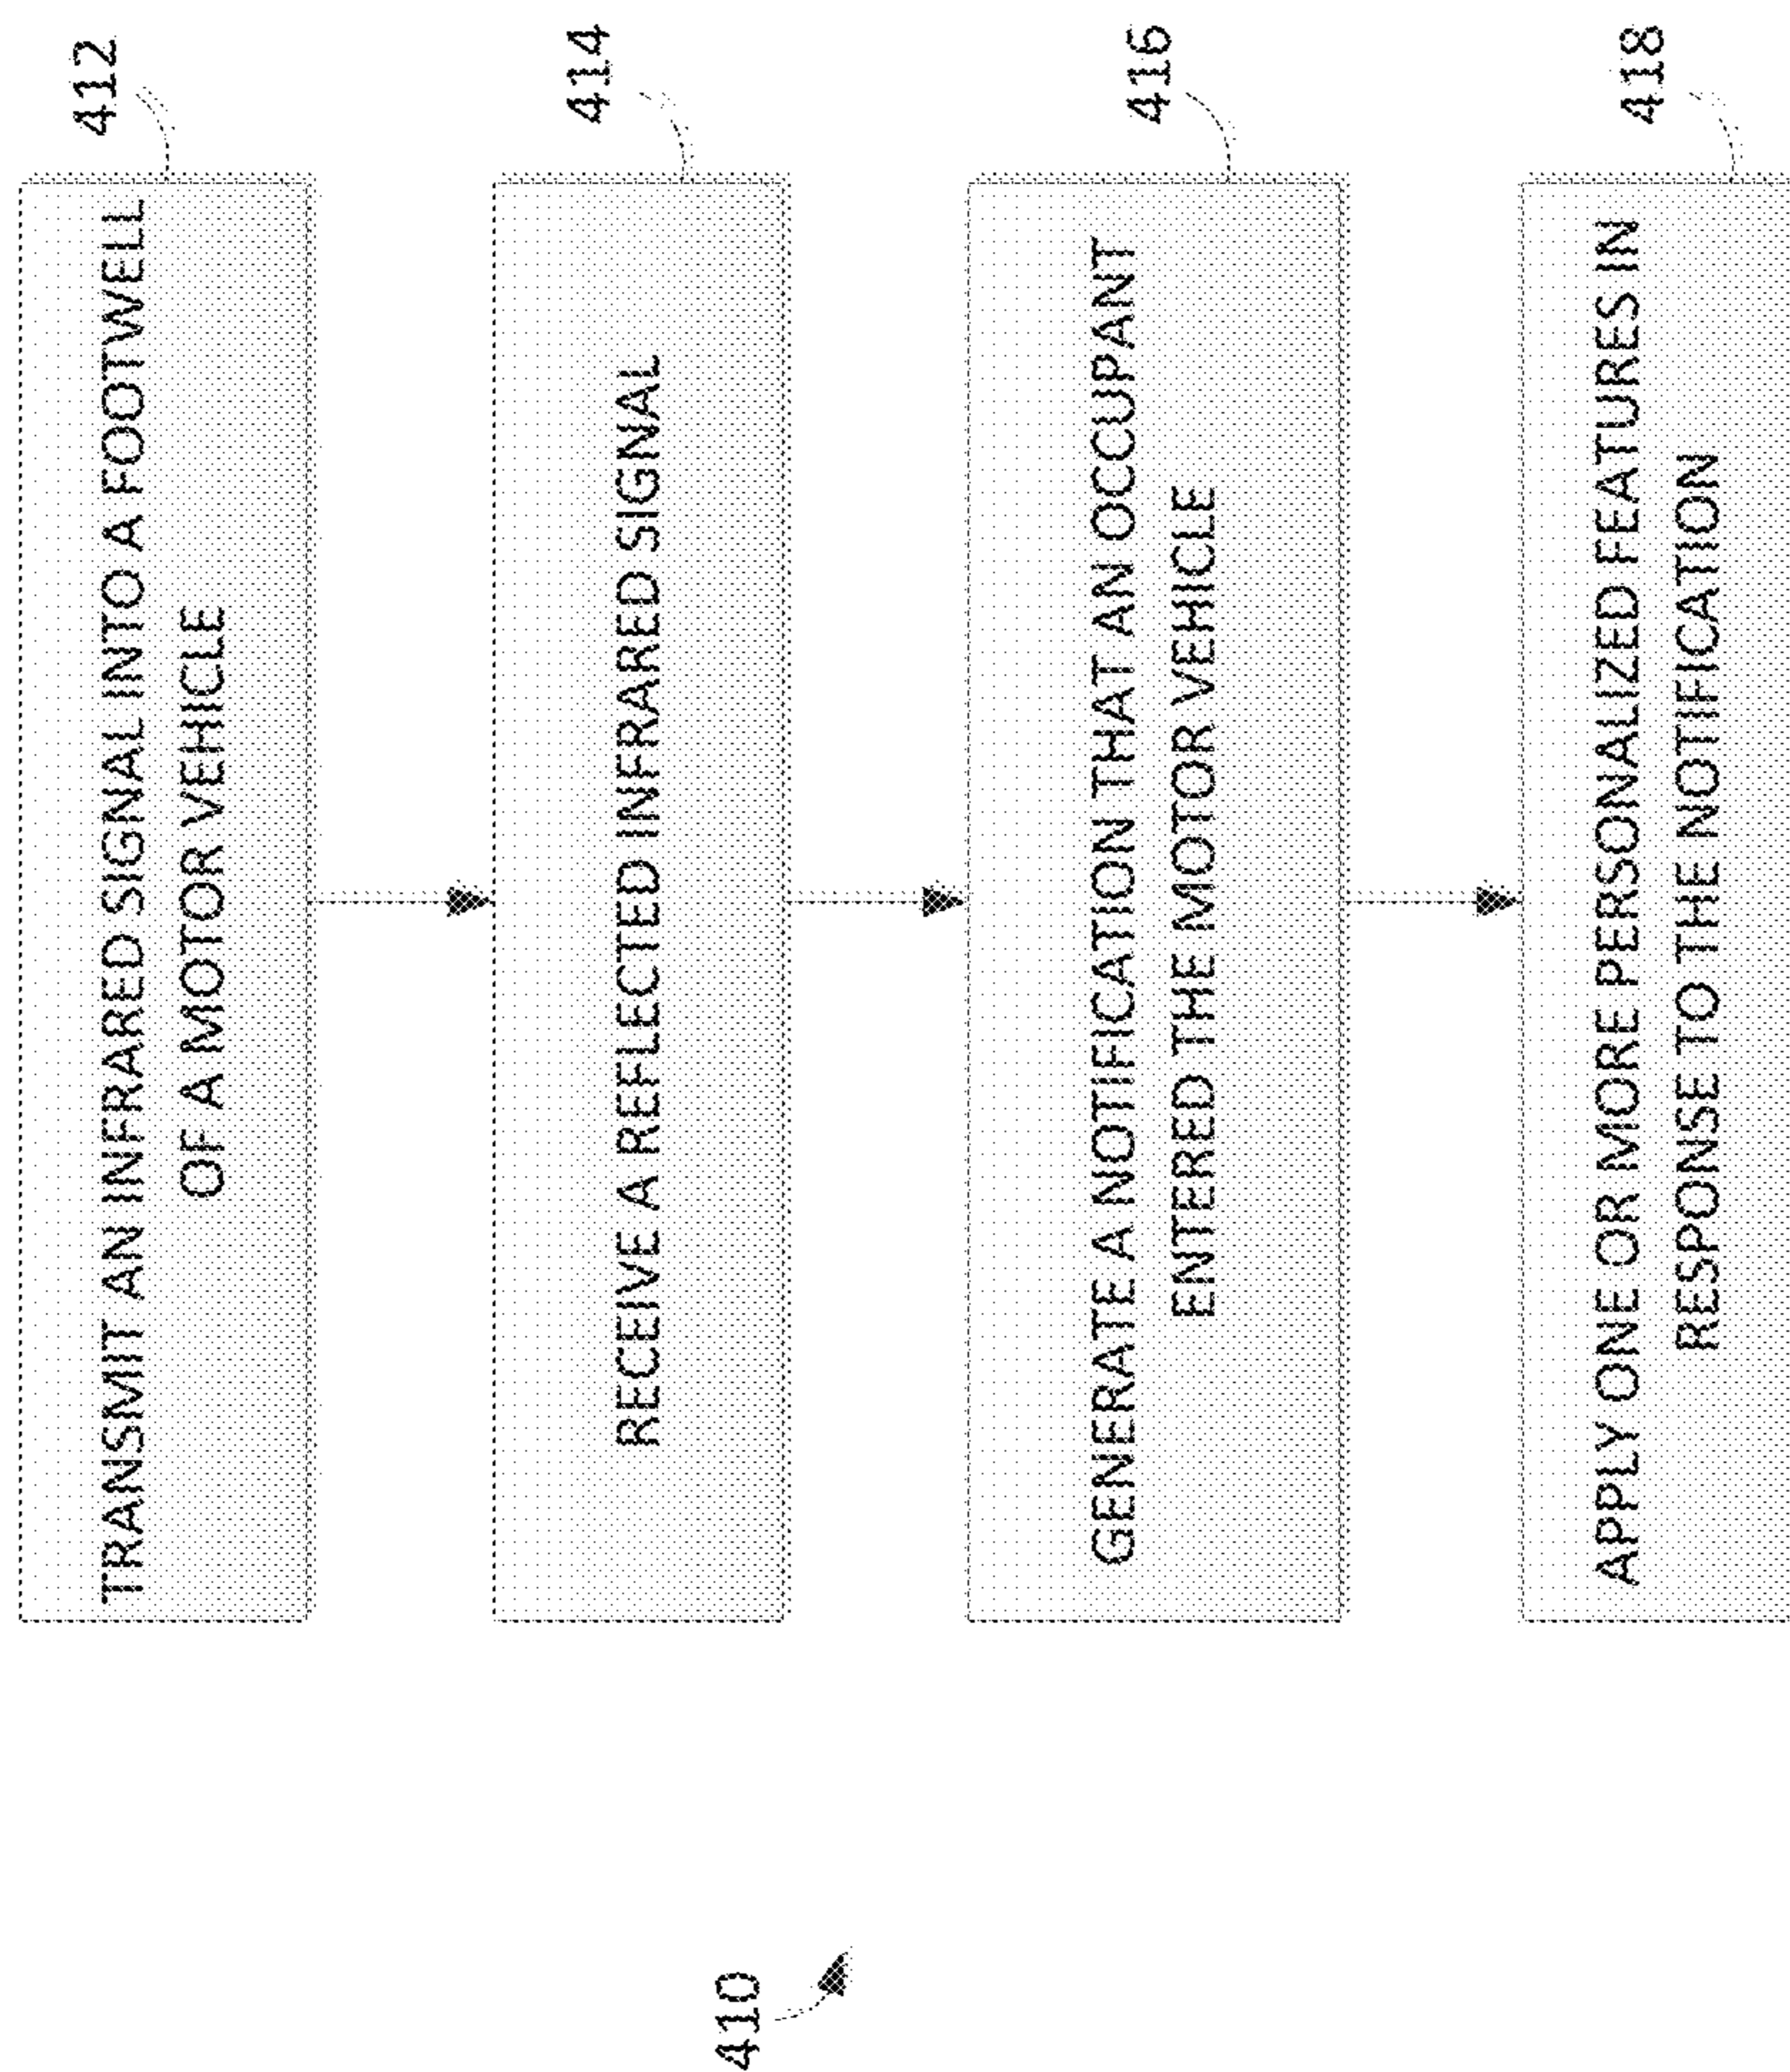 410
TRANSMIT AN INFRARED SIGNAL INTO A FOOTWELL
OF A MOTOR VEHICLE
412
RECEIVE A REFLECTED INFRARED SIGNAL
414
GENERATE A NOTIFICATION THAT AN OCCUPANT
ENTERED THE MOTOR VEHICLE
416
APPLY ONE OR MORE PERSONALIZED FEATURES IN
RESPONSE TO THE NOTIFICATION
418